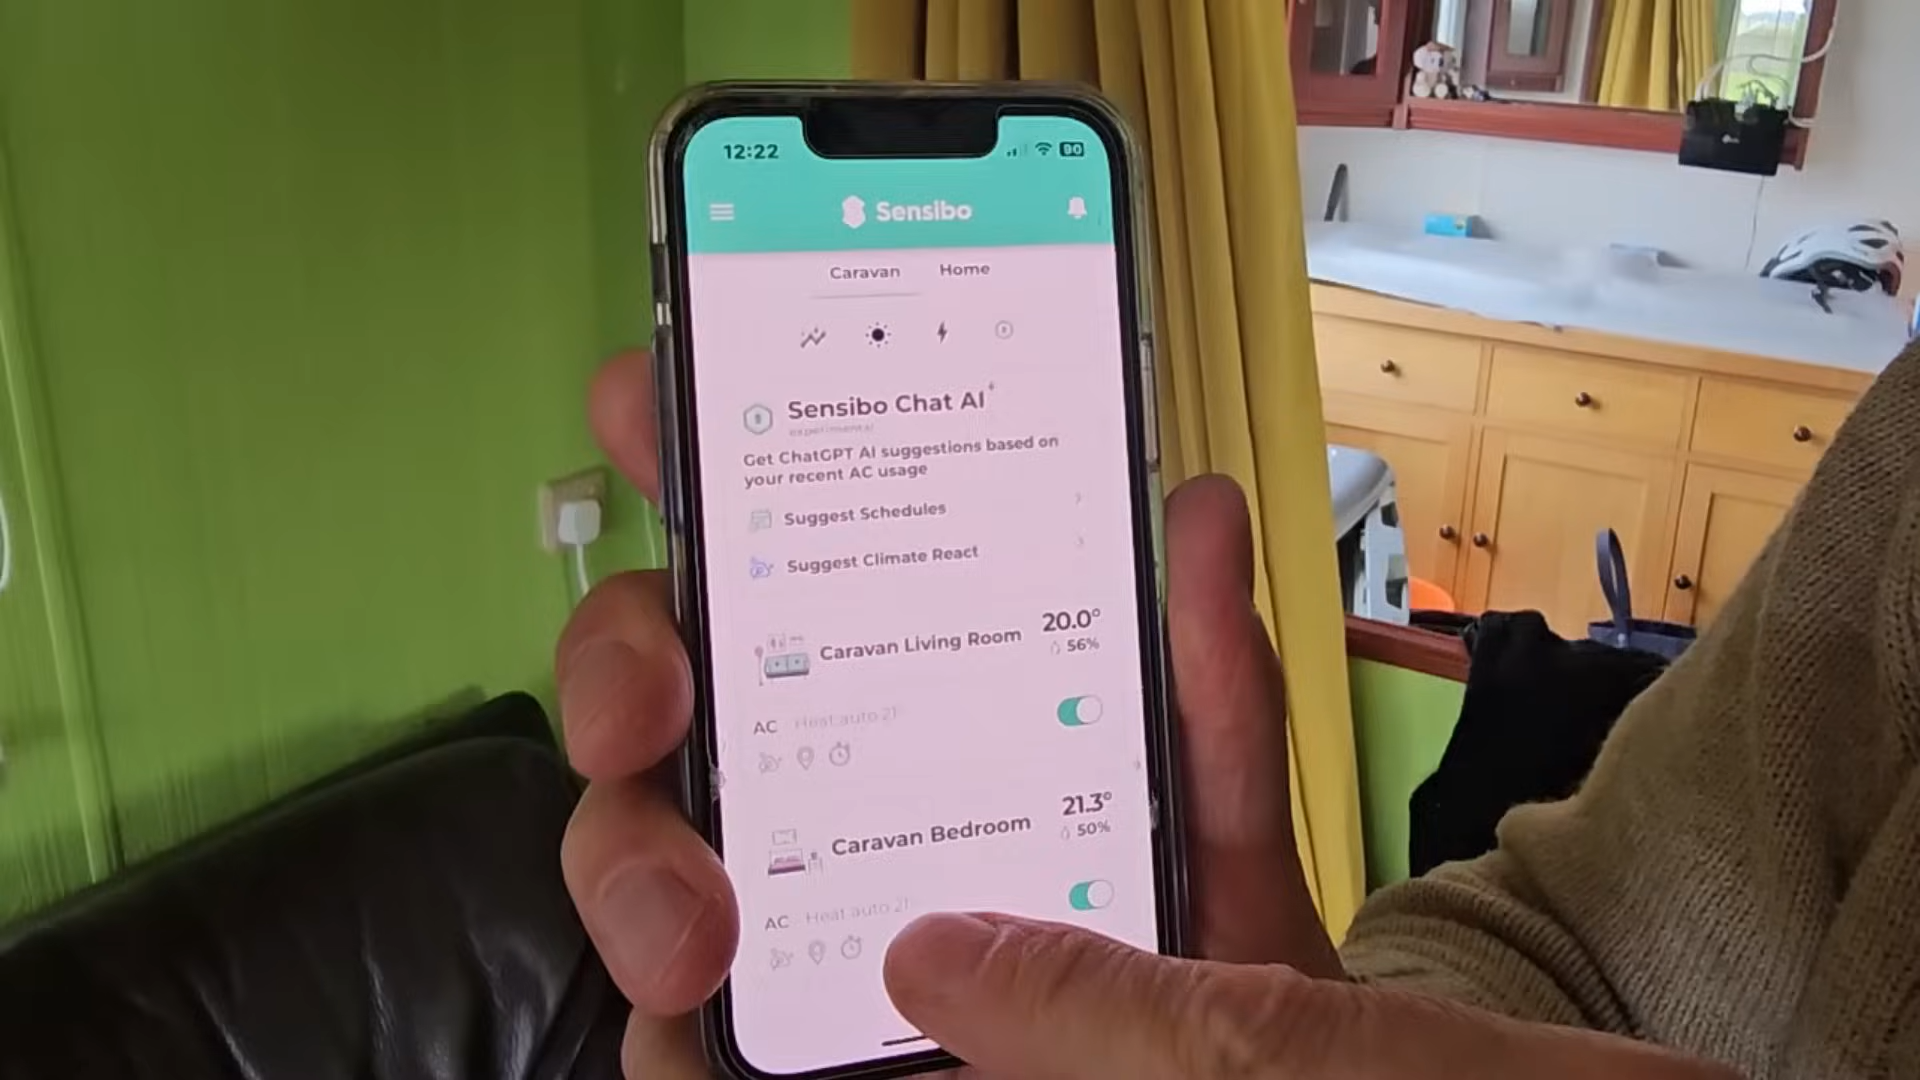 12:22
90
Sensibo
Caravan Home
Sensibo Chat AI
experimental
Get ChatGPT AI suggestions based on
your recent AC usage
Suggest Schedules
Suggest Climate React
Caravan Living Room 20.0°
56%
AC Heat auto 21
Caravan Bedroom 21.3°
50%
AC Heat auto 21